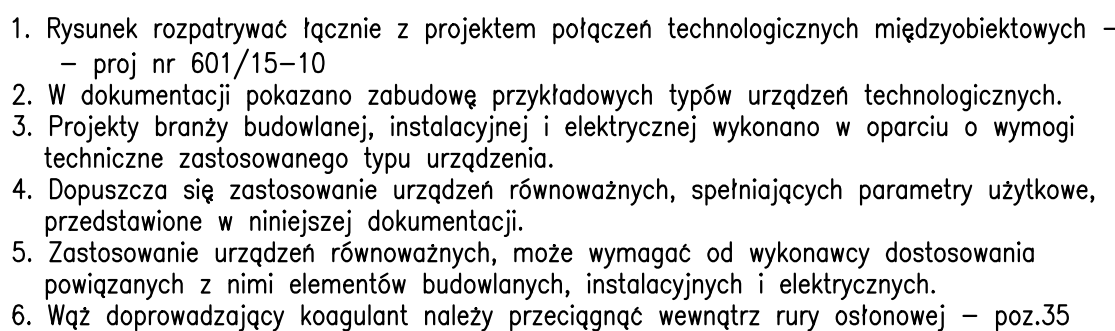 1. Rysunek rozpatrywać łącznie z projektem połączeń technologicznych międzyobiektowych –
– proj nr 601/15–10
2. W dokumentacji pokazano zabudowę przykładowych typów urządzeń technologicznych.
3. Projekty branży budowlanej, instalacyjnej i elektrycznej wykonano w oparciu o wymogi
techniczne zastosowanego typu urządzenia.
4. Dopuszcza się zastosowanie urządzeń równoważnych, spełniających parametry użytkowe,
przedstawione w niniejszej dokumentacji.
5. Zastosowanie urządzeń równoważnych, może wymagać od wykonawcy dostosowania
powiązanych z nimi elementów budowlanych, instalacyjnych i elektrycznych.
6. Wąż doprowadzający koagulant należy przeciągnąć wewnątrz rury osłonowej – poz.35